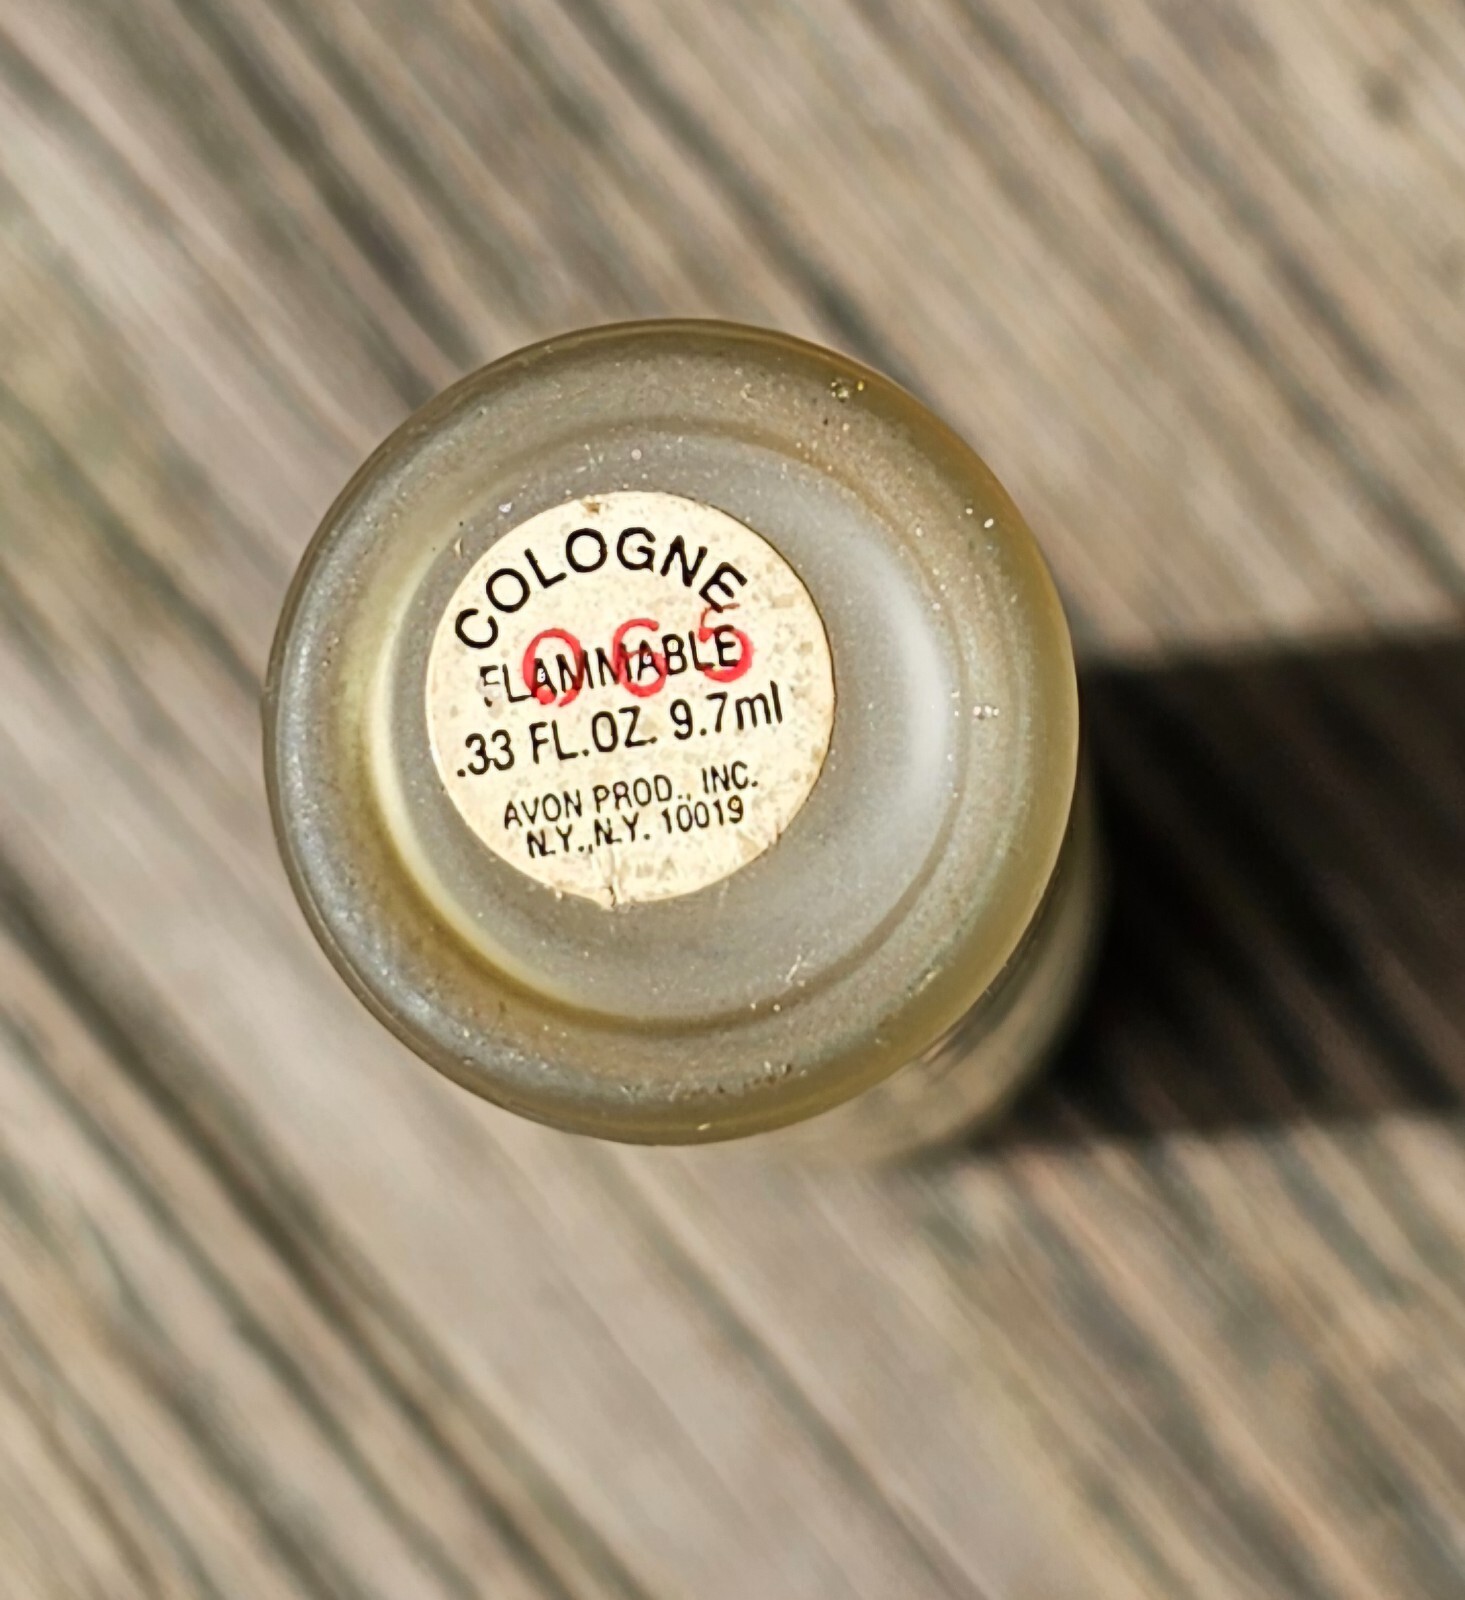 COLOGNE
FLAMMABLE
.33 FL.OZ. 9.7ml
AVON PROD., INC.
N.Y., N.Y. 10019